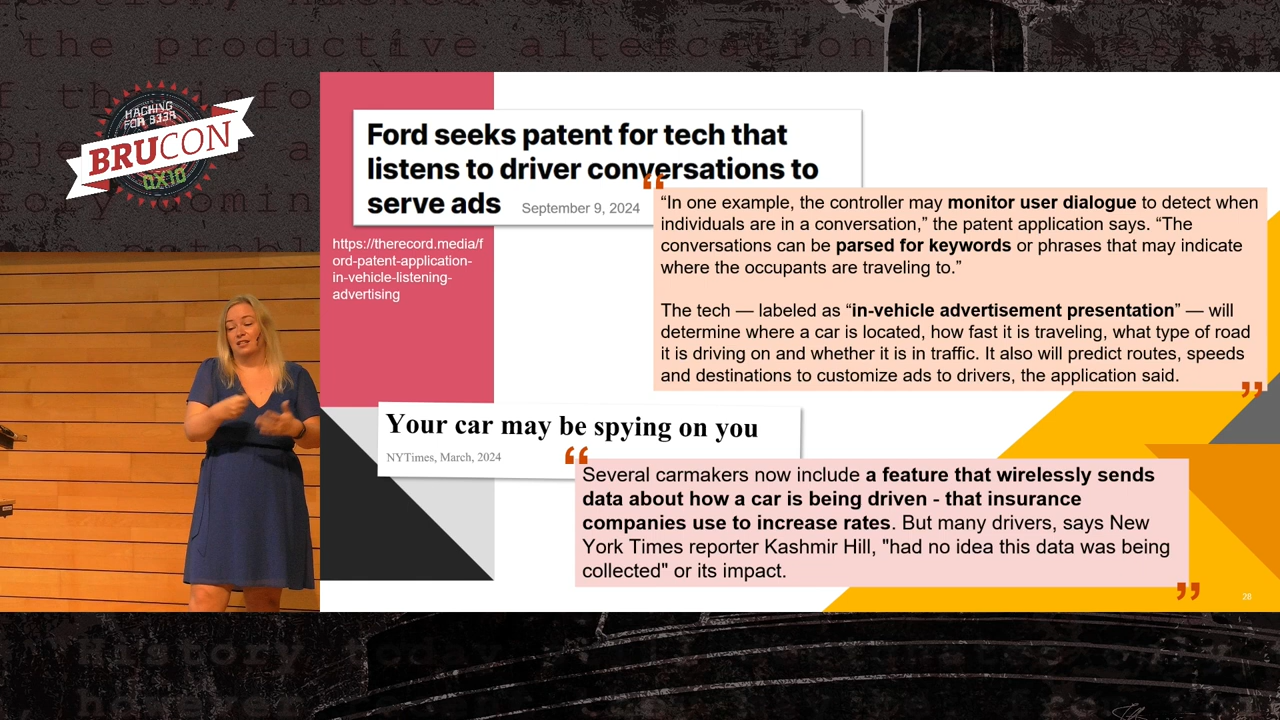 the productive altercation
HACKING
FOR B33R
BRUCON
0X10
Ford seeks patent for tech that
listens to driver conversations to
serve ads September 9, 2024
https://therecord.media/f
ord-patent-application-
in-vehicle-listening-
advertising
“
“In one example, the controller may monitor user dialogue to detect when
individuals are in a conversation,” the patent application says. “The
conversations can be parsed for keywords or phrases that may indicate
where the occupants are traveling to.”
The tech — labeled as “in-vehicle advertisement presentation” — will
determine where a car is located, how fast it is traveling, what type of road
it is driving on and whether it is in traffic. It also will predict routes, speeds
and destinations to customize ads to drivers, the application said.
”
Your car may be spying on you
NYTimes, March, 2024
“
Several carmakers now include a feature that wirelessly sends
data about how a car is being driven - that insurance
companies use to increase rates. But many drivers, says New
York Times reporter Kashmir Hill, "had no idea this data was being
collected" or its impact.
”
28
History today
however